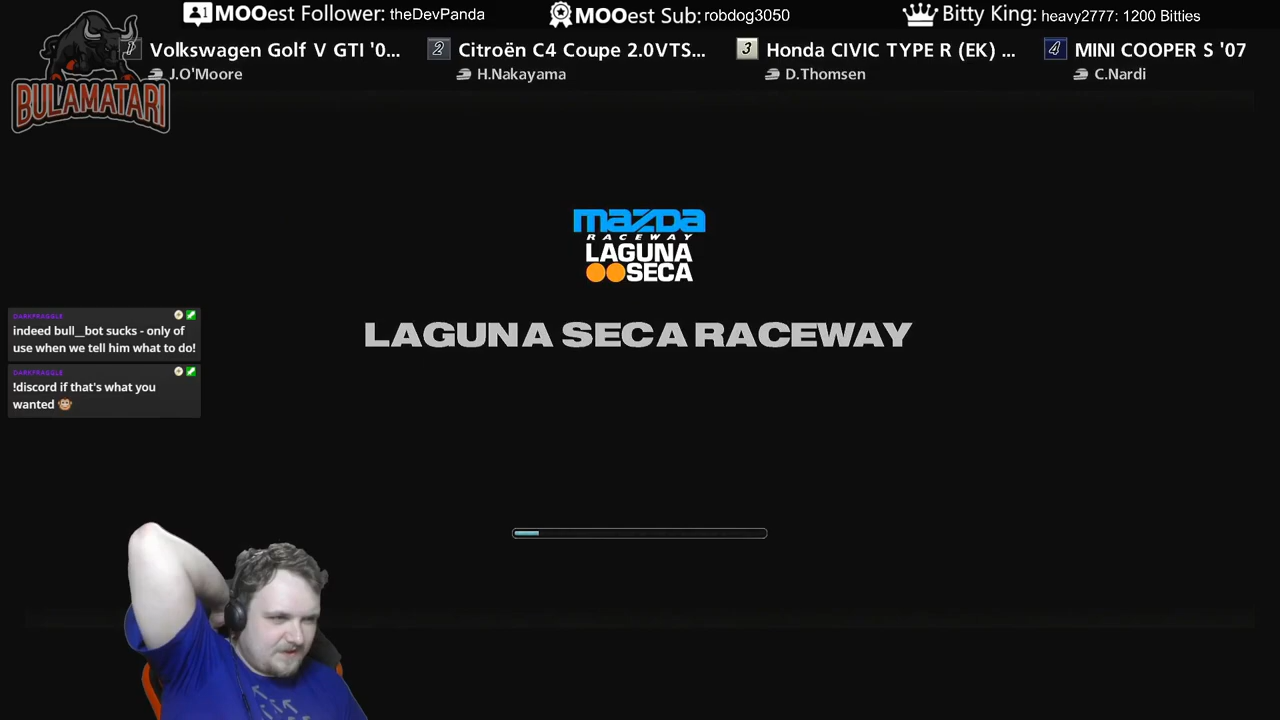 MOOest Follower: theDevPanda
MOOest Sub: robdog3050
Bitty King: heavy2777: 1200 Bitties
Volkswagen Golf V GTI '0...
J.O'Moore
2 Citroën C4 Coupe 2.0VTS...
H.Nakayama
3 Honda CIVIC TYPE R (EK) ...
D.Thomsen
4 MINI COOPER S '07
C.Nardi
BULAMATARI
mazda
RACEWAY
LAGUNA
SECA
LAGUNA SECA RACEWAY
DARKFRAGGLE
indeed bull__bot sucks - only of
use when we tell him what to do!
DARKFRAGGLE
!discord if that's what you
wanted 🐵